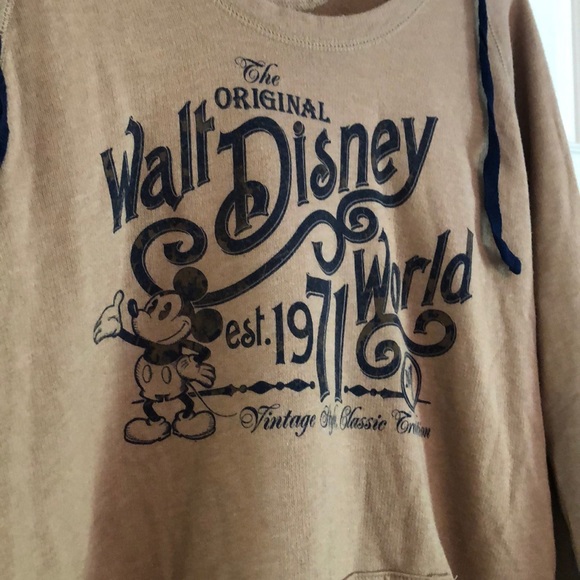 The
ORIGINAL
Walt Disney
World
est. 1971
Vintage Style, Classic